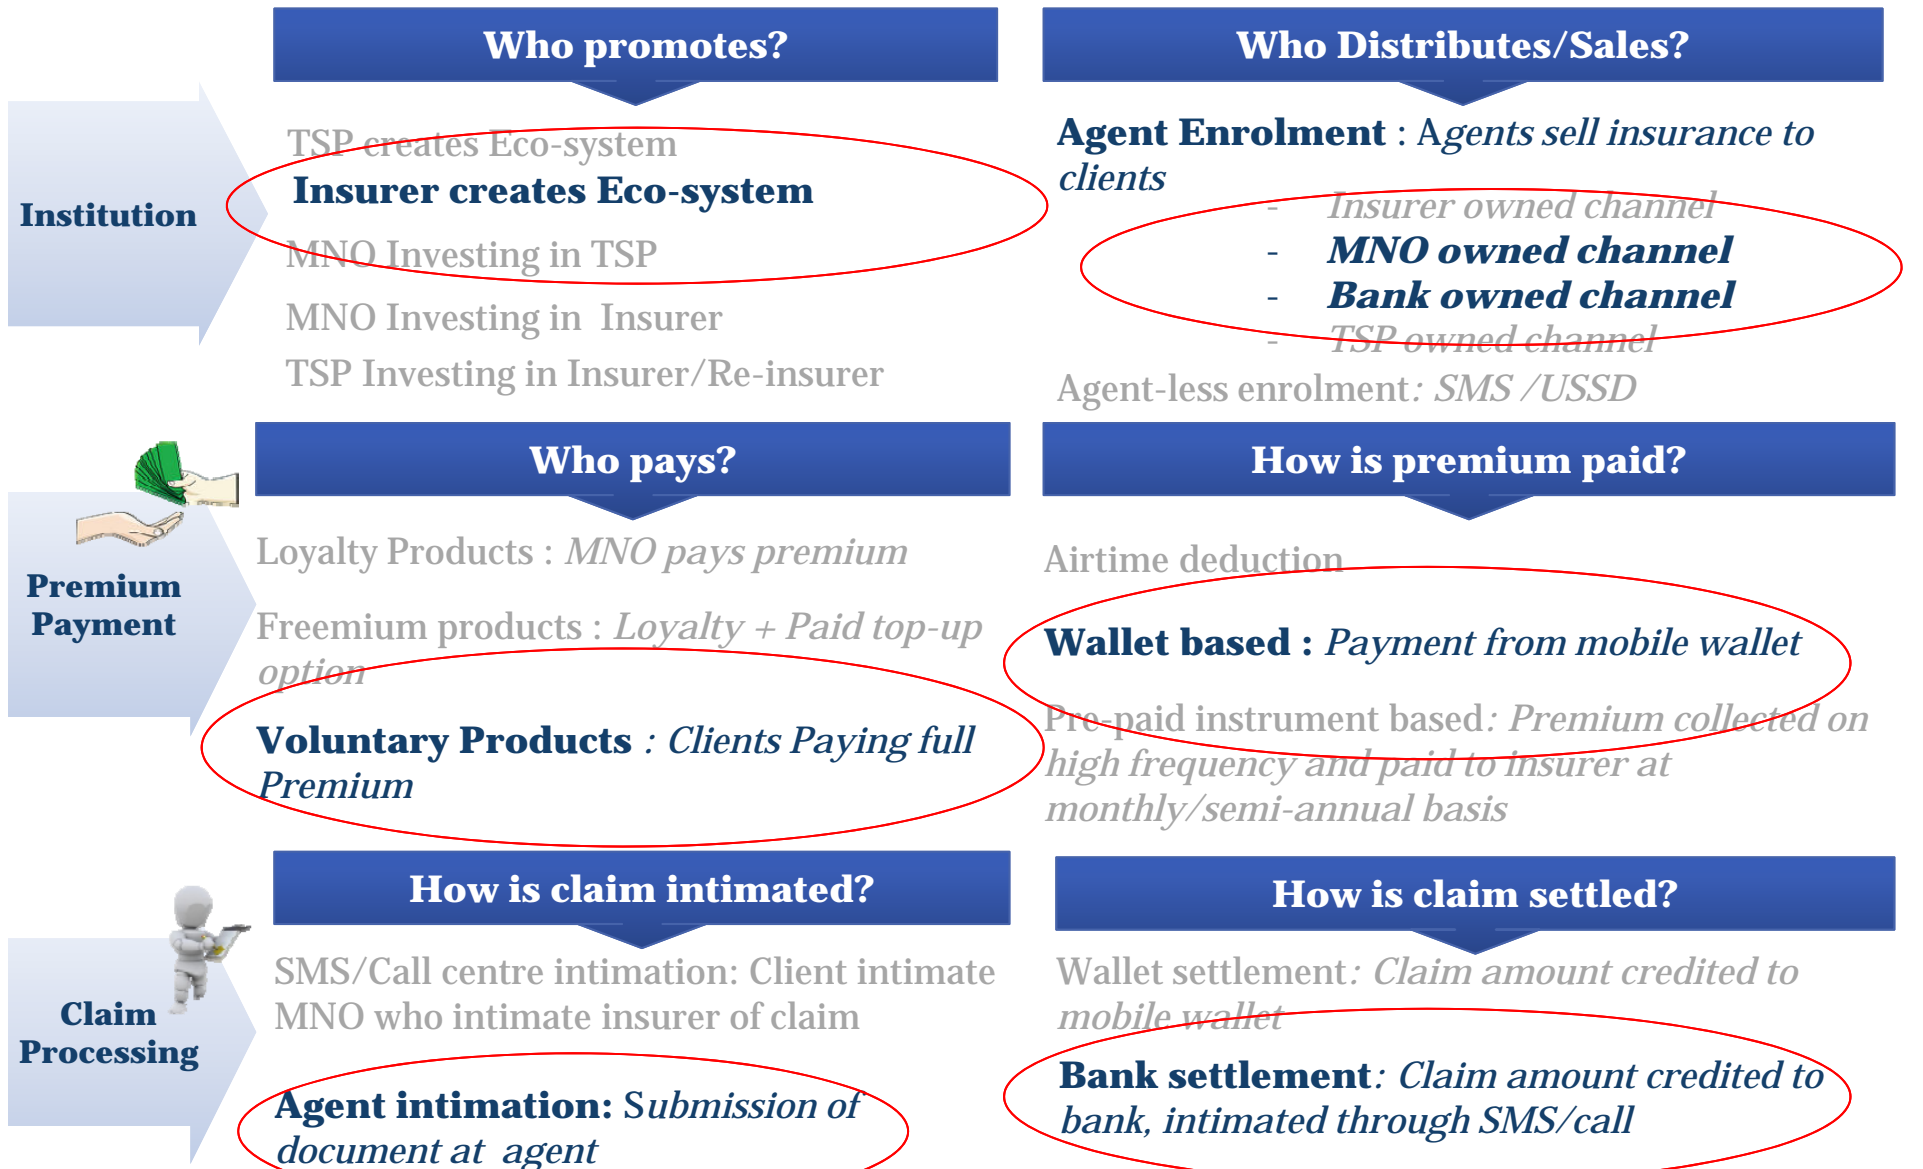 Who promotes?
Who Distributes/Sales?
Institution
TSP creates Eco-system
Insurer creates Eco-system
MNO Investing in TSP
MNO Investing in Insurer
TSP Investing in Insurer/Re-insurer
Agent Enrolment : Agents sell insurance to
clients
- Insurer owned channel
- MNO owned channel
- Bank owned channel
- TSP owned channel
Agent-less enrolment: SMS /USSD
Who pays?
How is premium paid?
Premium
Payment
Loyalty Products : MNO pays premium
Freemium products : Loyalty + Paid top-up
option
Voluntary Products : Clients Paying full
Premium
Airtime deduction
Wallet based : Payment from mobile wallet
Pre-paid instrument based: Premium collected on
high frequency and paid to insurer at
monthly/semi-annual basis
How is claim intimated?
How is claim settled?
Claim
Processing
SMS/Call centre intimation: Client intimate
MNO who intimate insurer of claim
Agent intimation: Submission of
document at agent
Wallet settlement: Claim amount credited to
mobile wallet
Bank settlement: Claim amount credited to
bank, intimated through SMS/call